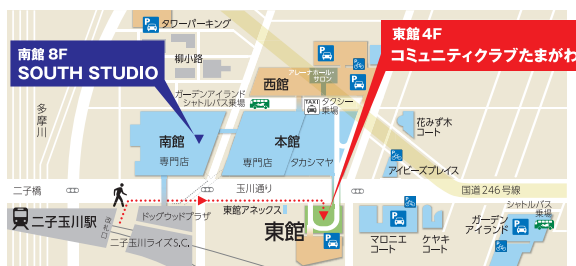 タワーパーキング
柳小路
南館 8F
SOUTH STUDIO
東館 4F
コミュニティクラブたまがわ
西館
アレーナホール・
サロン
ガーデンアイランド
シャトルバス乗場
TAXI
タクシー
乗場
多摩川
南館
専門店
本館
専門店
タカシマヤ
花みず木
コート
アイビーズプレイス
二子橋
玉川通り
国道246号線
二子玉川駅
改札口
ドッグウッドプラザ
東館アネックス
東館
二子玉川ライズS.C.
マロニエ
コート
ケヤキ
コート
ガーデン
アイランド
シャトルバス
乗場